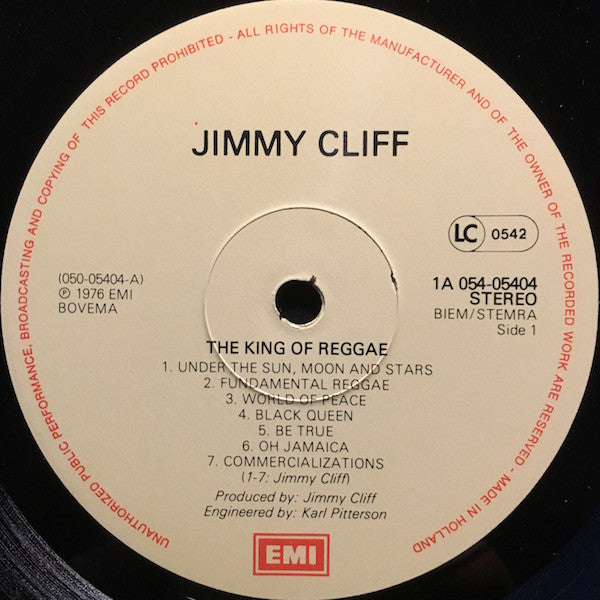 UNAUTHORIZED PUBLIC PERFORMANCE, BROADCASTING AND COPYING OF THIS RECORD PROHIBITED - ALL RIGHTS OF THE MANUFACTURER AND OF THE OWNER OF THE RECORDED WORK ARE RESERVED - MADE IN HOLLAND
JIMMY CLIFF
LC 0542
(050-05404-A)
℗ 1976 EMI
BOVEMA
1A 054-05404
STEREO
BIEM/STEMRA
Side 1
THE KING OF REGGAE
1. UNDER THE SUN, MOON AND STARS
2. FUNDAMENTAL REGGAE
3. WORLD OF PEACE
4. BLACK QUEEN
5. BE TRUE
6. OH JAMAICA
7. COMMERCIALIZATIONS
(1-7: Jimmy Cliff)
Produced by: Jimmy Cliff
Engineered by: Karl Pitterson
EMI